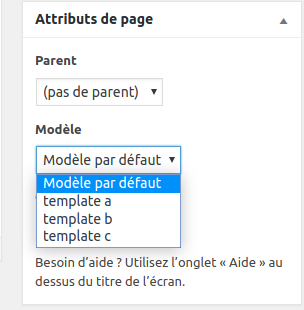 Attributs de page
Parent
(pas de parent)
Modèle
Modèle par défaut
Modèle par défaut
template a
template b
template c
Besoin d’aide ? Utilisez l’onglet « Aide » au
dessus du titre de l’écran.